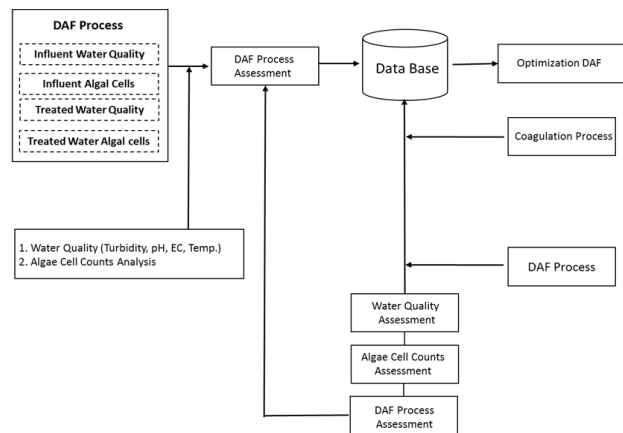 DAF Process
Influent Water Quality
Influent Algal Cells
Treated Water Quality
Treated Water Algal cells
DAF Process
Assessment
Data Base
Optimization DAF
Coagulation Process
1. Water Quality (Turbidity, pH, EC, Temp.)
2. Algae Cell Counts Analysis
DAF Process
Water Quality
Assessment
Algae Cell Counts
Assessment
DAF Process
Assessment